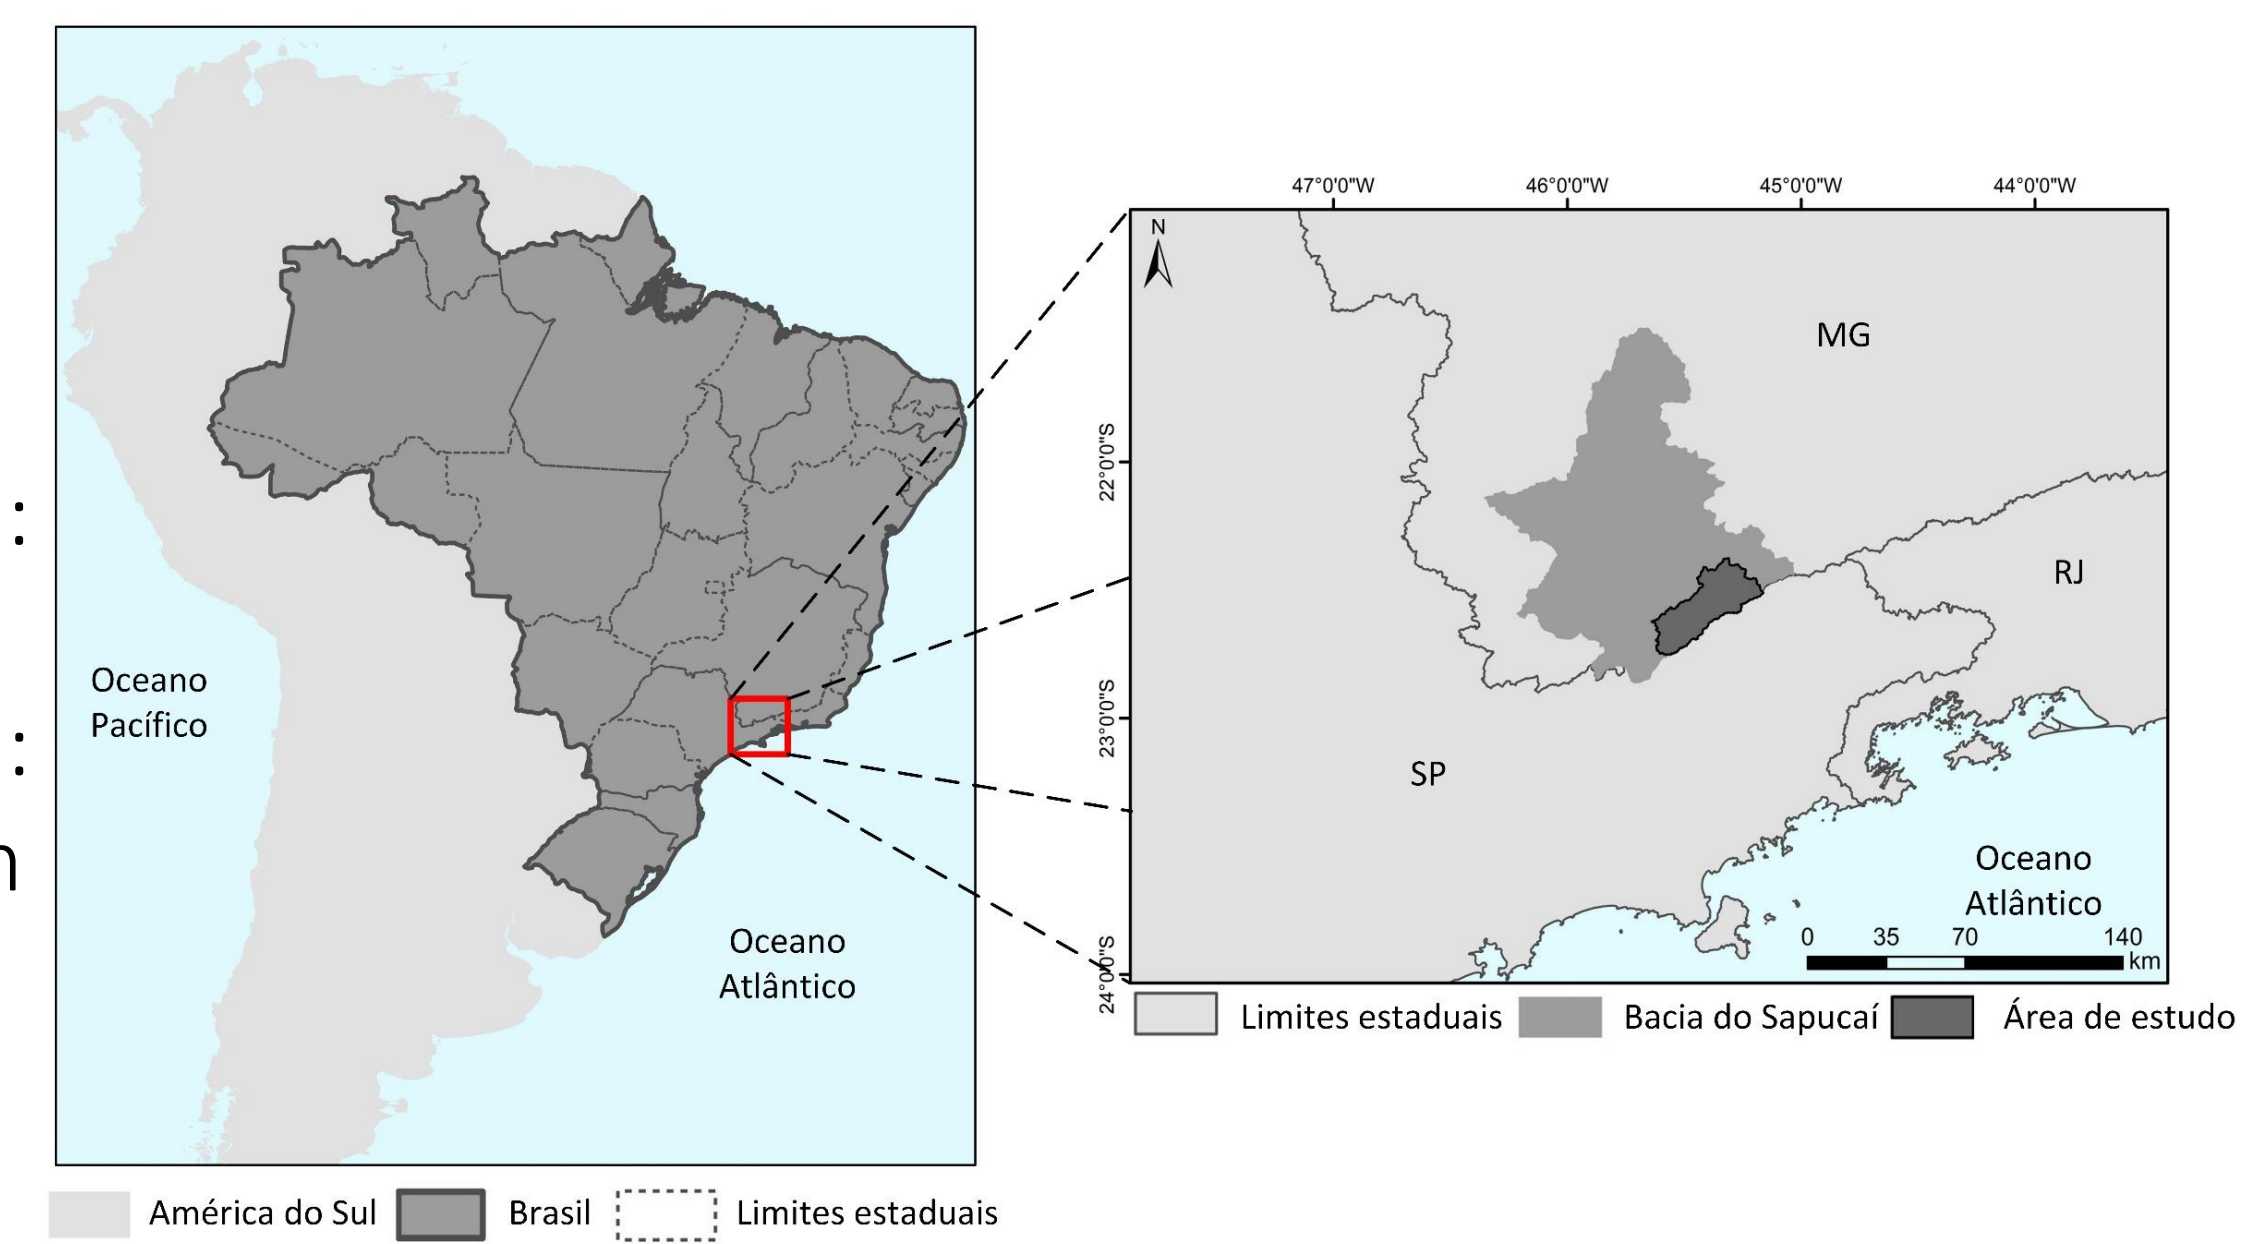 Oceano
Pacífico
Oceano
Atlântico
América do Sul
Brasil
Limites estaduais
47°0'0"W
46°0'0"W
45°0'0"W
44°0'0"W
N
22°0'0"S
23°0'0"S
24°0'0"S
MG
RJ
SP
Oceano
Atlântico
0 35 70 140
km
Limites estaduais
Bacia do Sapucaí
Área de estudo